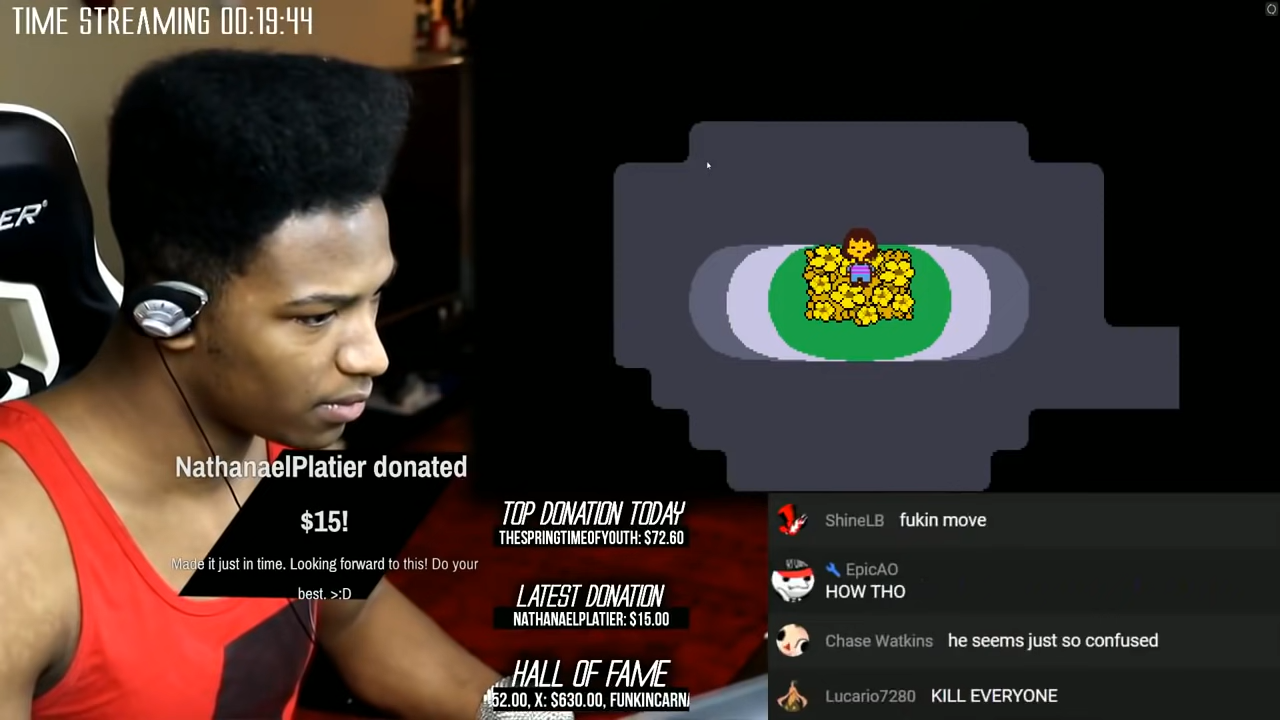 TIME STREAMING 00:19:44
ER
NathanaelPlatier donated
$15!
Made it just in time. Looking forward to this! Do your
best. >:D
TOP DONATION TODAY
THESPRINGTIMEOFYOUTH: $72.60
LATEST DONATION
NATHANAELPLATIER: $15.00
HALL OF FAME
52.00, X: $630.00, FUNKINCARN
ShineLB fukin move
EpicAO
HOW THO
Chase Watkins he seems just so confused
Lucario7280 KILL EVERYONE